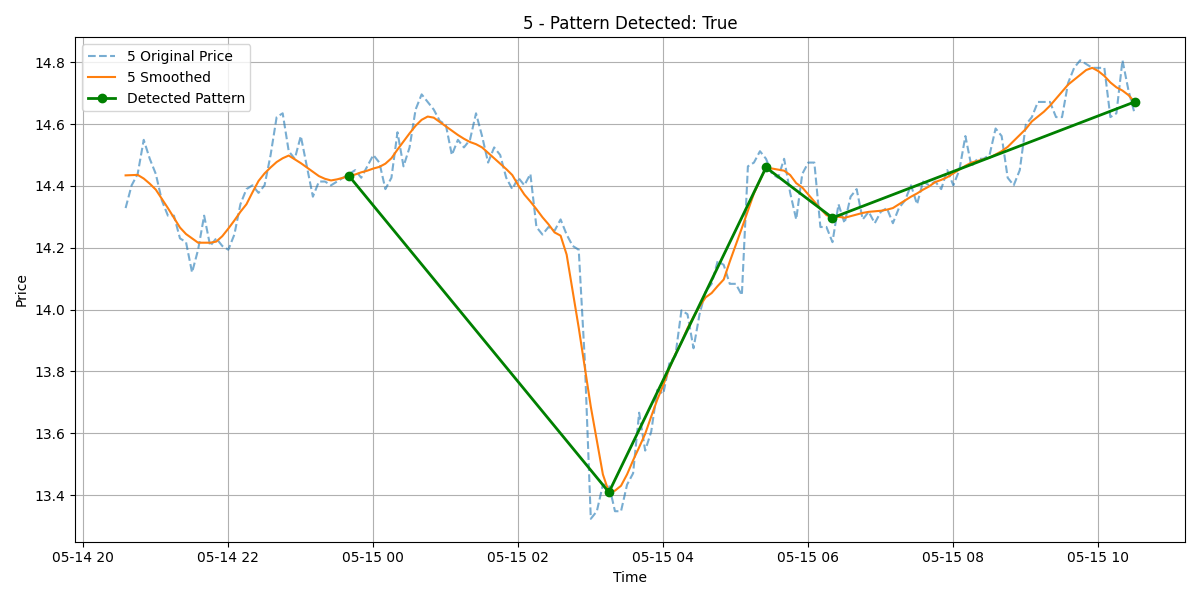 5 - Pattern Detected: True
5 Original Price
5 Smoothed
Detected Pattern
Price
14.8
14.6
14.4
14.2
14.0
13.8
13.6
13.4
05-14 20
05-14 22
05-15 00
05-15 02
05-15 04
05-15 06
05-15 08
05-15 10
Time